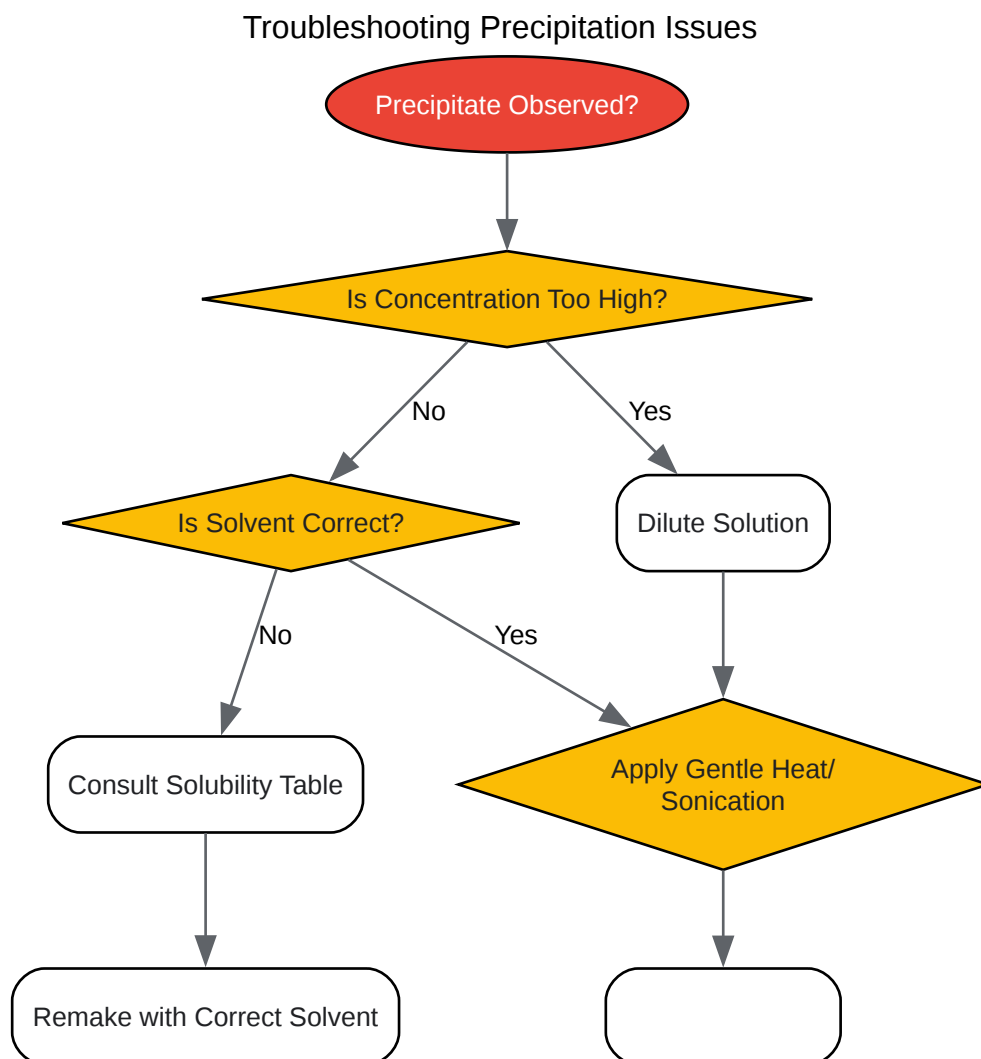 Troubleshooting Precipitation Issues
Precipitate Observed?
Is Concentration Too High?
No
Yes
Is Solvent Correct?
Dilute Solution
No
Yes
Consult Solubility Table
Apply Gentle Heat/
Sonication
Remake with Correct Solvent